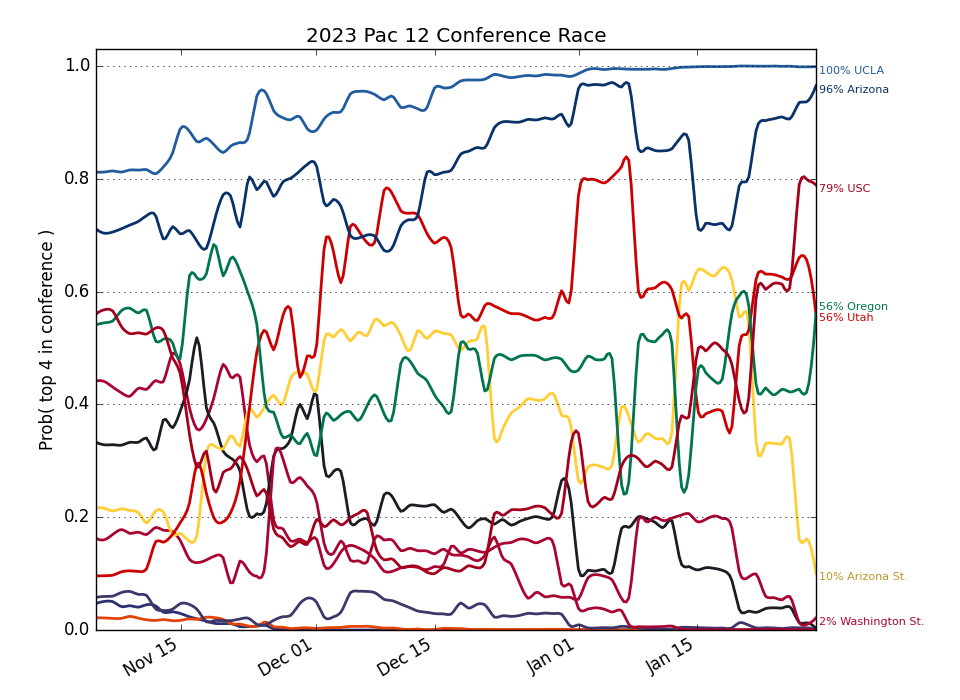 2023 Pac 12 Conference Race
Prob( top 4 in conference )
1.0
0.8
0.6
0.4
0.2
0.0
Nov 15
Dec 01
Dec 15
Jan 01
Jan 15
100% UCLA
96% Arizona
79% USC
56% Oregon
56% Utah
10% Arizona St.
2% Washington St.